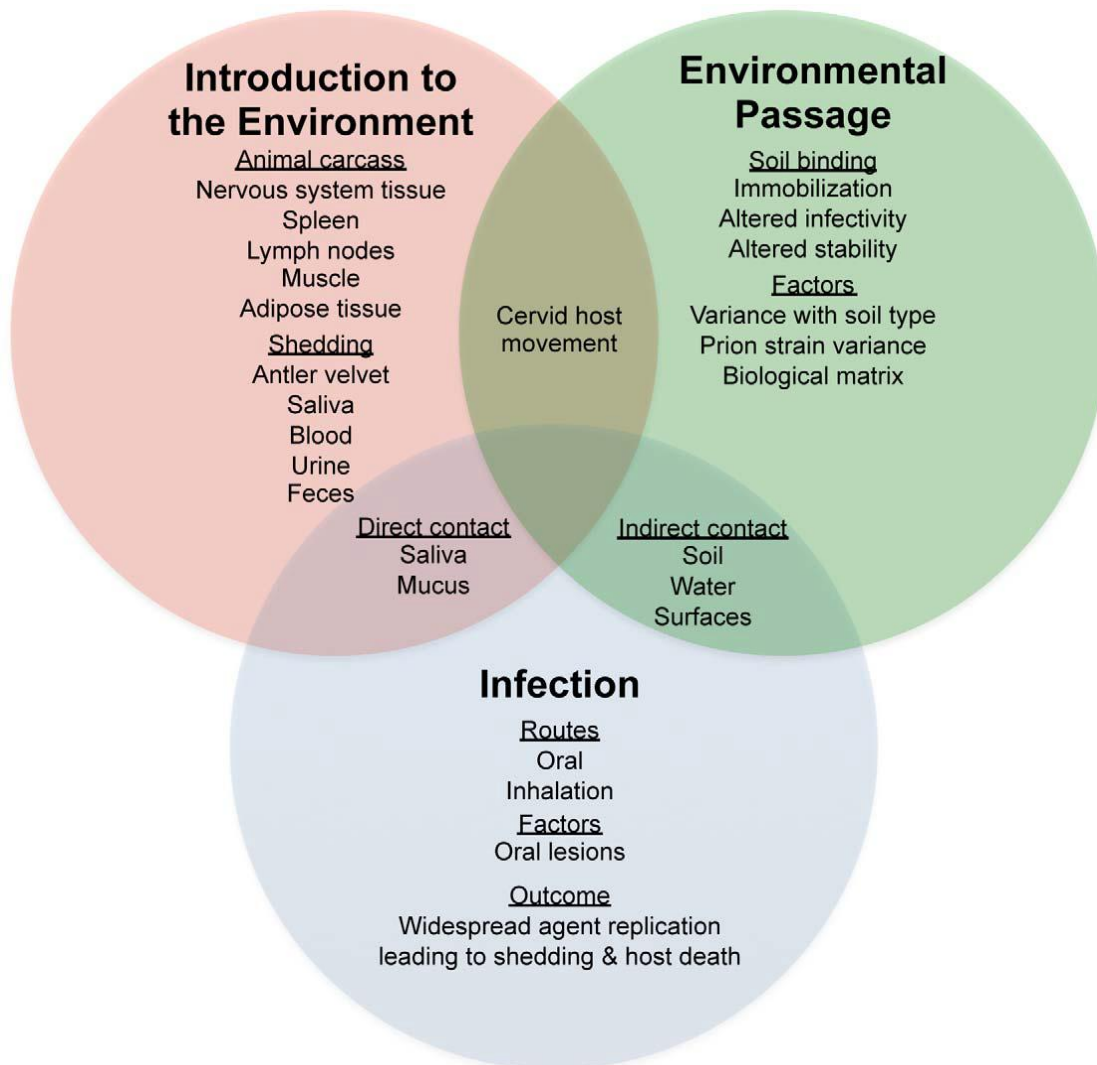 Introduction to
the Environment
Animal carcass
Nervous system tissue
Spleen
Lymph nodes
Muscle
Adipose tissue
Shedding
Antler velvet
Saliva
Blood
Urine
Feces
Environmental
Passage
Soil binding
Immobilization
Altered infectivity
Altered stability
Factors
Variance with soil type
Prion strain variance
Biological matrix
Cervid host
movement
Direct contact
Saliva
Mucus
Indirect contact
Soil
Water
Surfaces
Infection
Routes
Oral
Inhalation
Factors
Oral lesions
Outcome
Widespread agent replication
leading to shedding & host death